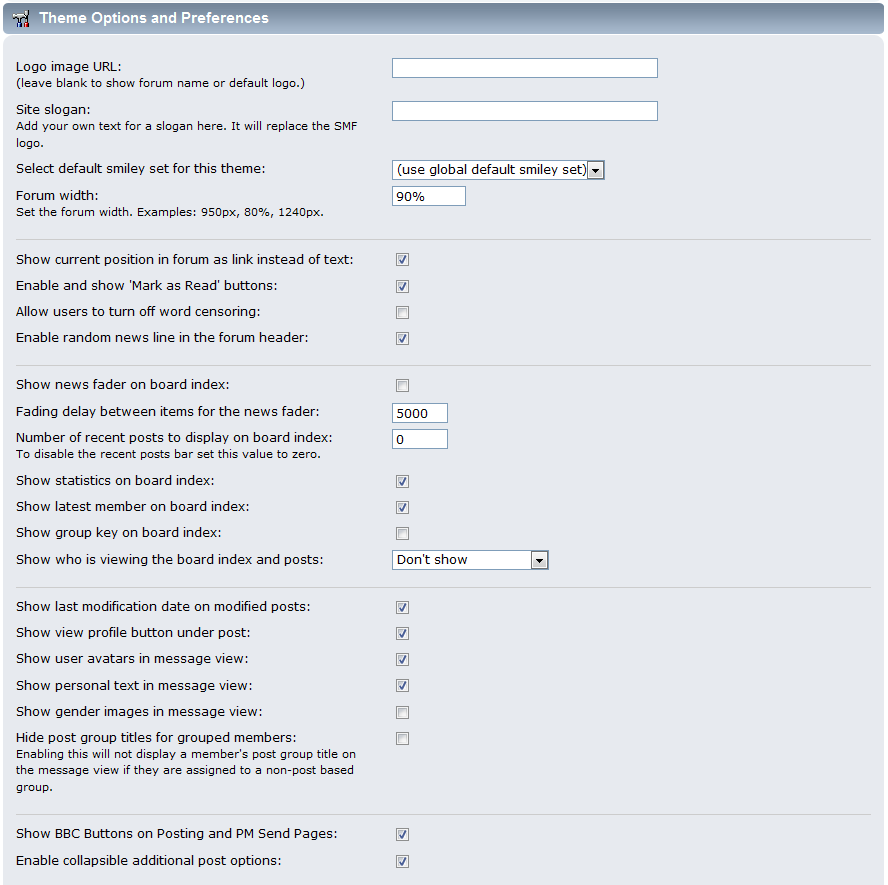 Theme Options and Preferences
Logo image URL:
(leave blank to show forum name or default logo.)
Site slogan:
Add your own text for a slogan here. It will replace the SMF
logo.
Select default smiley set for this theme: (use global default smiley set)
Forum width: 90%
Set the forum width. Examples: 950px, 80%, 1240px.
Show current position in forum as link instead of text:
Enable and show 'Mark as Read' buttons:
Allow users to turn off word censoring:
Enable random news line in the forum header:
Show news fader on board index:
Fading delay between items for the news fader: 5000
Number of recent posts to display on board index: 0
To disable the recent posts bar set this value to zero.
Show statistics on board index:
Show latest member on board index:
Show group key on board index:
Show who is viewing the board index and posts: Don't show
Show last modification date on modified posts:
Show view profile button under post:
Show user avatars in message view:
Show personal text in message view:
Show gender images in message view:
Hide post group titles for grouped members:
Enabling this will not display a member's post group title on
the message view if they are assigned to a non-post based
group.
Show BBC Buttons on Posting and PM Send Pages:
Enable collapsible additional post options: